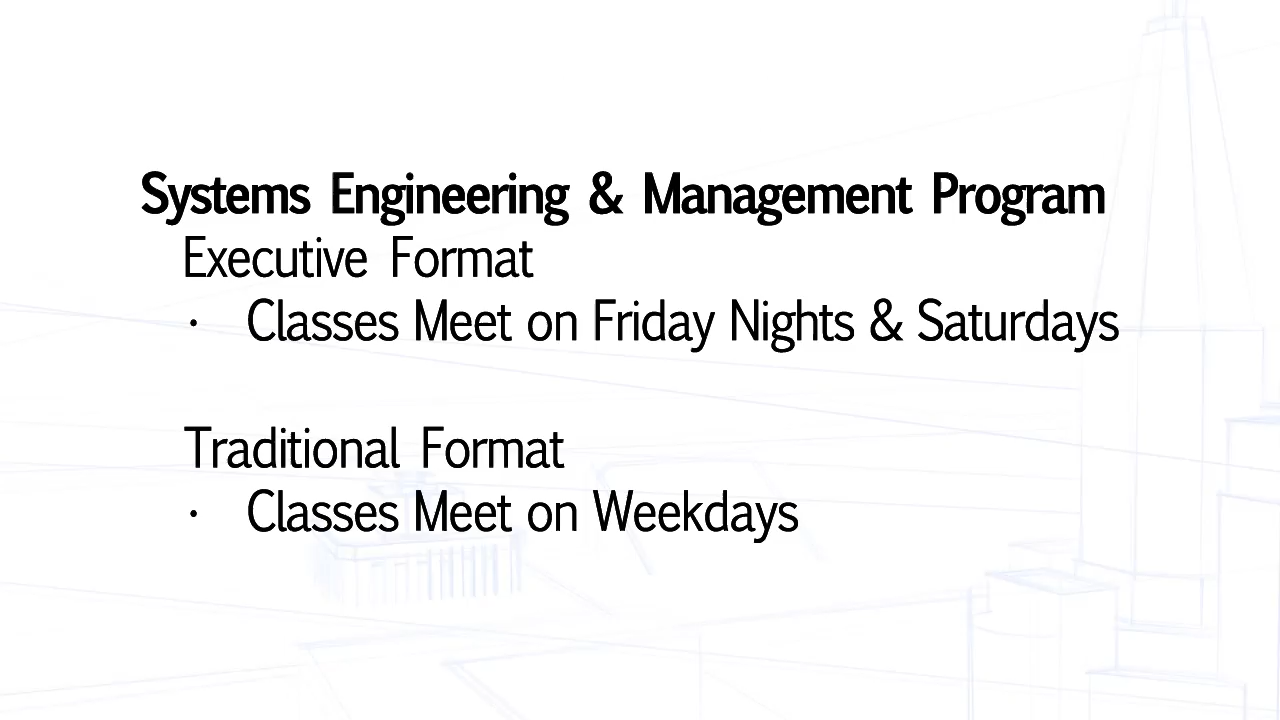 Systems Engineering & Management Program
Executive Format
· Classes Meet on Friday Nights & Saturdays
Traditional Format
· Classes Meet on Weekdays